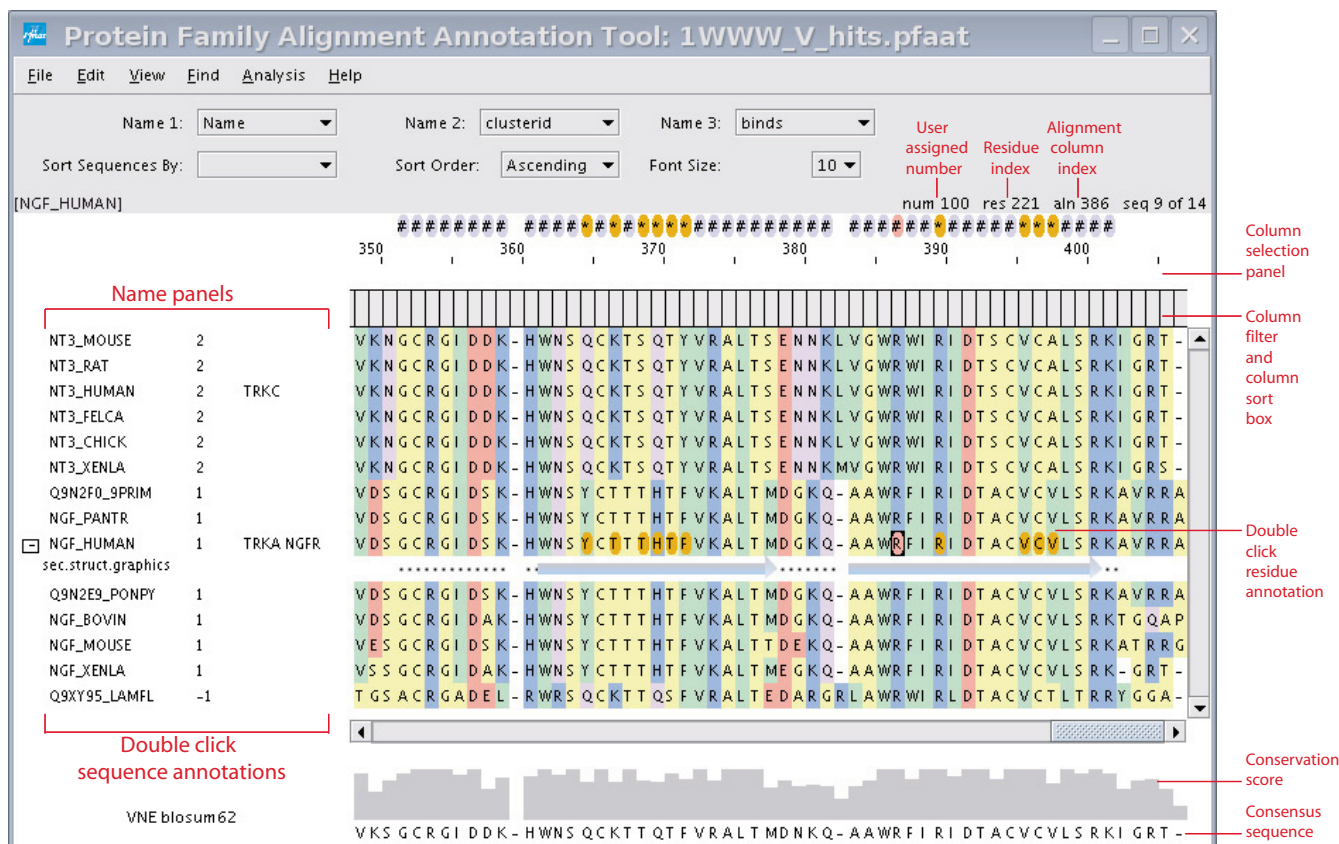 Protein Family Alignment Annotation Tool: 1WWW_V_hits.pfaat
File Edit View Find Analysis Help
Name 1: Name Name 2: clusterid Name 3: binds
Sort Sequences By: Sort Order: Ascending Font Size: 10
User assigned number
Residue index
Alignment column index
[NGF_HUMAN] num 100 res 221 aln 386 seq 9 of 14
######## ####*#*#****########## ####*##*#####***####
350 360 370 380 390 400
Column selection panel
Name panels
Column filter and column sort box
NT3_MOUSE 2 VKNGCRGIDDK-HWNSQCKTSQTYVRALTSENNKLVGWRWIRIDTSCVCALSRKIGRT-
NT3_RAT 2 VKNGCRGIDDK-HWNSQCKTSQTYVRALTSENNKLVGWRWIRIDTSCVCALSRKIGRT-
NT3_HUMAN 2 TRKC VKNGCRGIDDK-HWNSQCKTSQTYVRALTSENNKLVGWRWIRIDTSCVCALSRKIGRT-
NT3_FELCA 2 VKNGCRGIDDK-HWNSQCKTSQTYVRALTSENNKLVGWRWIRIDTSCVCALSRKIGRT-
NT3_CHICK 2 VKNGCRGIDDK-HWNSQCKTSQTYVRALTSENNKLVGWRWIRIDTSCVCALSRKIGRT-
NT3_XENLA 2 VKNGCRGIDDK-HWNSQCKTSQTYVRALTSENNKMVGWRWIRIDTSCVCALSRKIGRS-
Q9N2F0_9PRIM 1 VDSGCRGIDSK-HWNSYCTTTHTFVKALTMDGKQ-AAWRFIRIDTACVCVLSRKAVRRA
NGF_PANTR 1 VDSGCRGIDSK-HWNSYCTTTHTFVKALTMDGKQ-AAWRFIRIDTACVCVLSRKAVRRA
- NGF_HUMAN 1 TRKA NGFR VDSGCRGIDSK-HWNSYCTTTHTFVKALTMDGKQ-AAWRFIRIDTACVCVLSRKAVRRA
Double click residue annotation
sec.struct.graphics
Q9N2E9_PONPY 1 VDSGCRGIDSK-HWNSYCTTTHTFVKALTMDGKQ-AAWRFIRIDTACVCVLSRKAVRRA
NGF_BOVIN 1 VDSGCRGIDAK-HWNSYCTTTHTFVKALTMDGKQ-AAWRFIRIDTACVCVLSRKTGQAP
NGF_MOUSE 1 VESGCRGIDSK-HWNSYCTTTHTFVKALTTDEKQ-AAWRFIRIDTACVCVLSRKATRRG
NGF_XENLA 1 VSSGCRGIDAK-HWNSYCTTTHTFVKALTMEGKQ-AAWRFIRIDTACVCVLSRK-GRT-
Q9XY95_LAMFL -1 TGSACRGADEL-RWRSQCKTTQSFVRALTEDARGRLAWRWIRLDTACVCTLTRRYGGA-
Double click
sequence annotations
Conservation score
VNE blosum62
VKSGCRGIDDK-HWNSQCKTTQTFVRALTMDNKQ-AAWRFIRIDTACVCVLSRKIGRT-
Consensus sequence